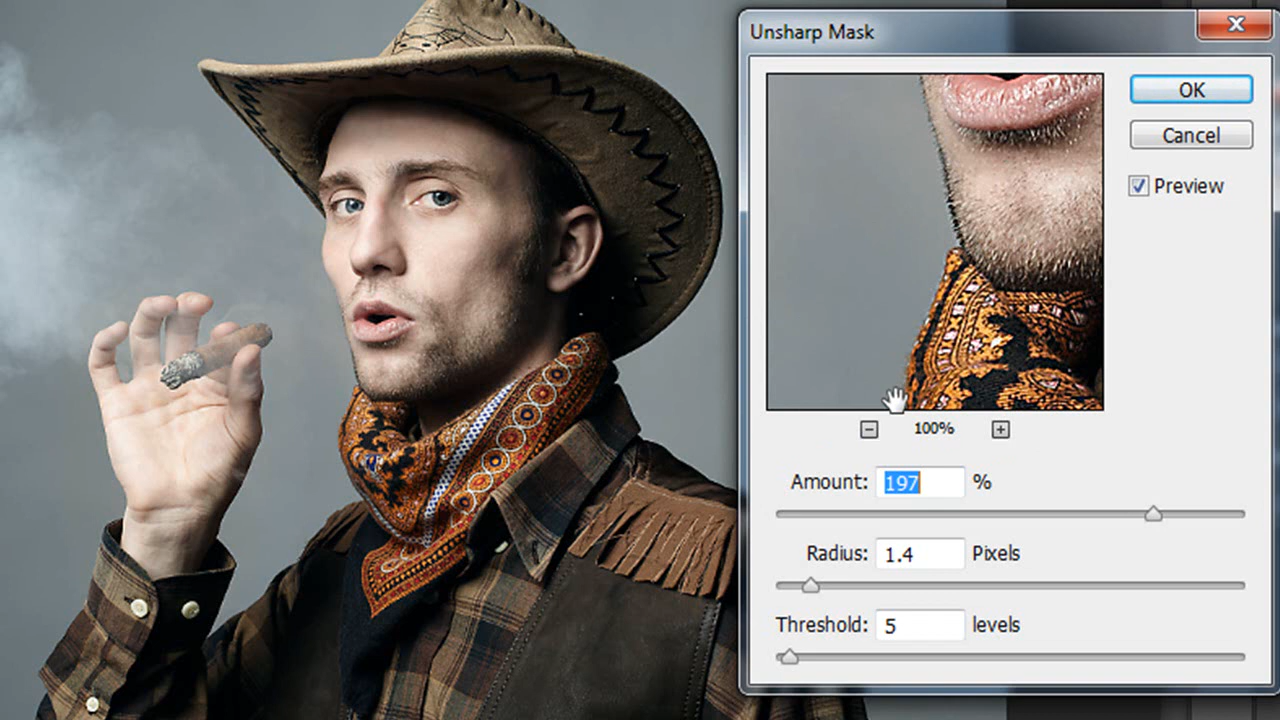 Unsharp Mask
OK
Cancel
Preview
100%
Amount: 197 %
Radius: 1.4 Pixels
Threshold: 5 levels